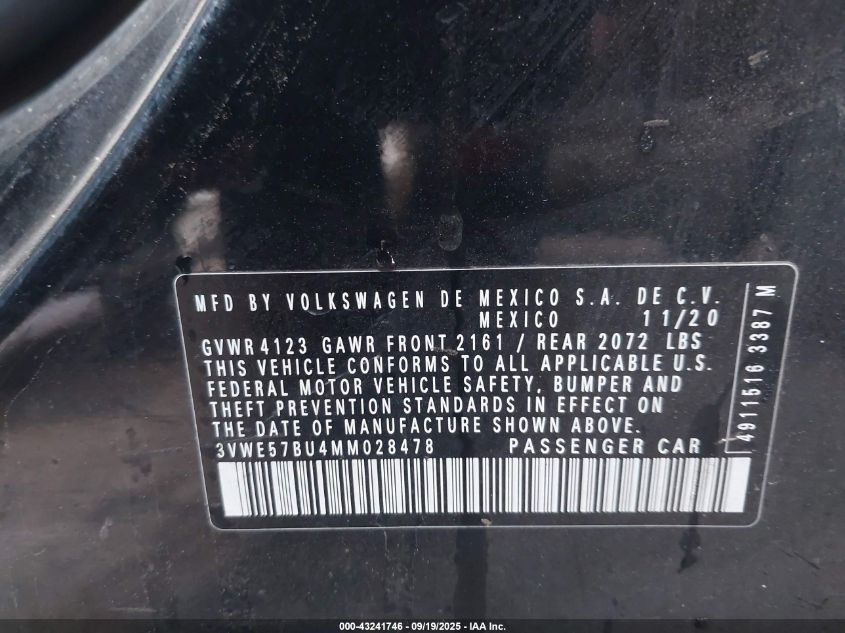 MFD BY VOLKSWAGEN DE MEXICO S.A. DE C.V.
MEXICO 11/20
GVWR 4123 GAWR FRONT 2161 / REAR 2072 LBS
THIS VEHICLE CONFORMS TO ALL APPLICABLE U.S.
FEDERAL MOTOR VEHICLE SAFETY, BUMPER AND
THEFT PREVENTION STANDARDS IN EFFECT ON
THE DATE OF MANUFACTURE SHOWN ABOVE.
3VWE57BU4MM028478 PASSENGER CAR
4911516 3387 M
000-43241746 - 09/19/2025 - IAA Inc.